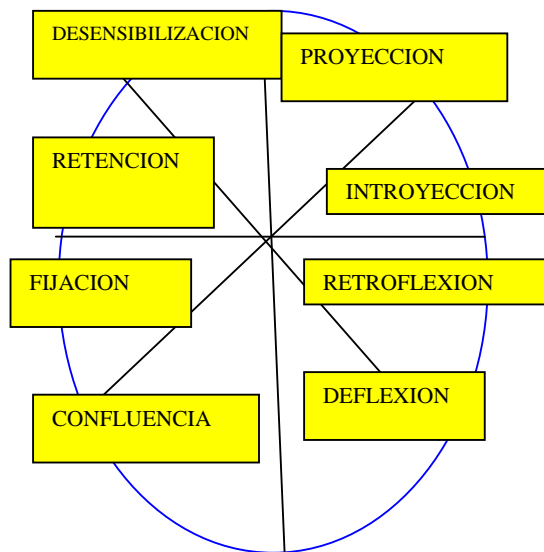 DESENSIBILIZACION
PROYECCION
RETENCION
INTROYECCION
FIJACION
RETROFLEXION
CONFLUENCIA
DEFLEXION